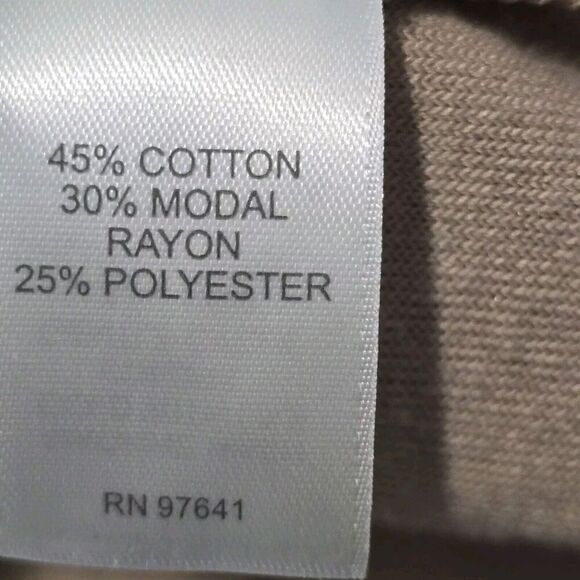 45% COTTON
30% MODAL
RAYON
25% POLYESTER
RN 97641